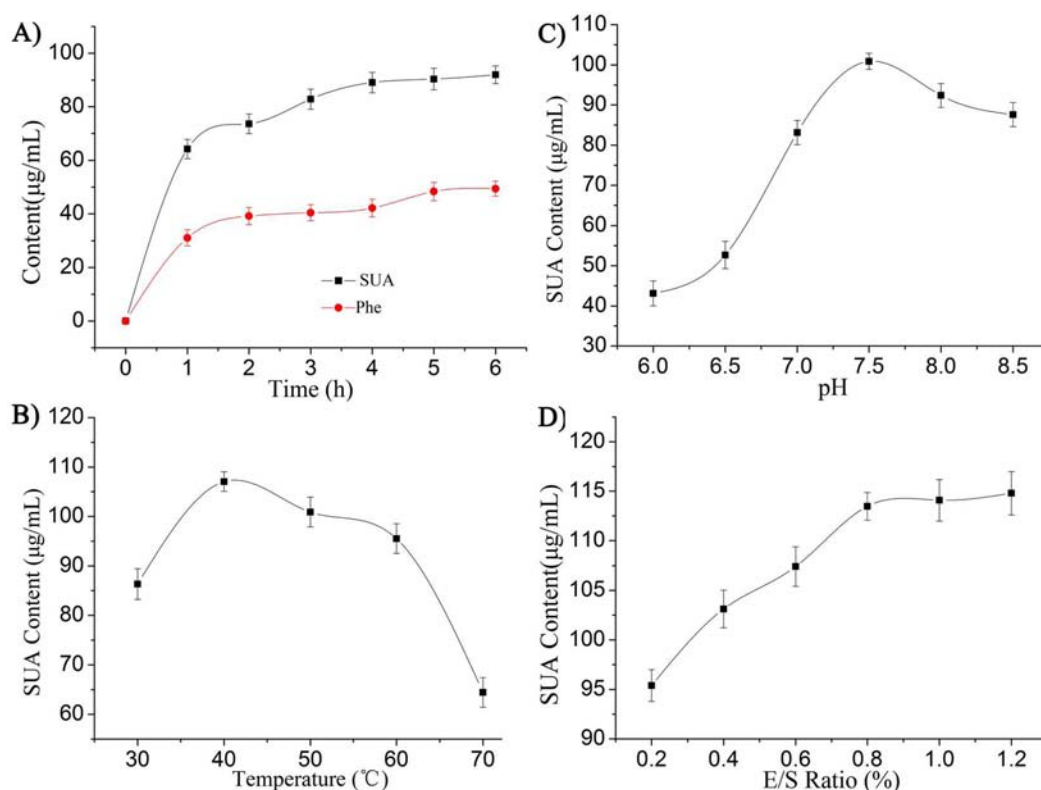 A)
100
80
60
40
20
0
Content(μg/mL)
SUA
Phe
0 1 2 3 4 5 6
Time (h)
C)
110
100
90
80
70
60
50
40
30
SUA Content (μg/mL)
6.0 6.5 7.0 7.5 8.0 8.5
pH
B)
120
110
100
90
80
70
60
SUA Content (μg/mL)
30 40 50 60 70
Temperature (℃)
D)
120
115
110
105
100
95
90
SUA Content(μg/mL)
0.2 0.4 0.6 0.8 1.0 1.2
E/S Ratio (%)